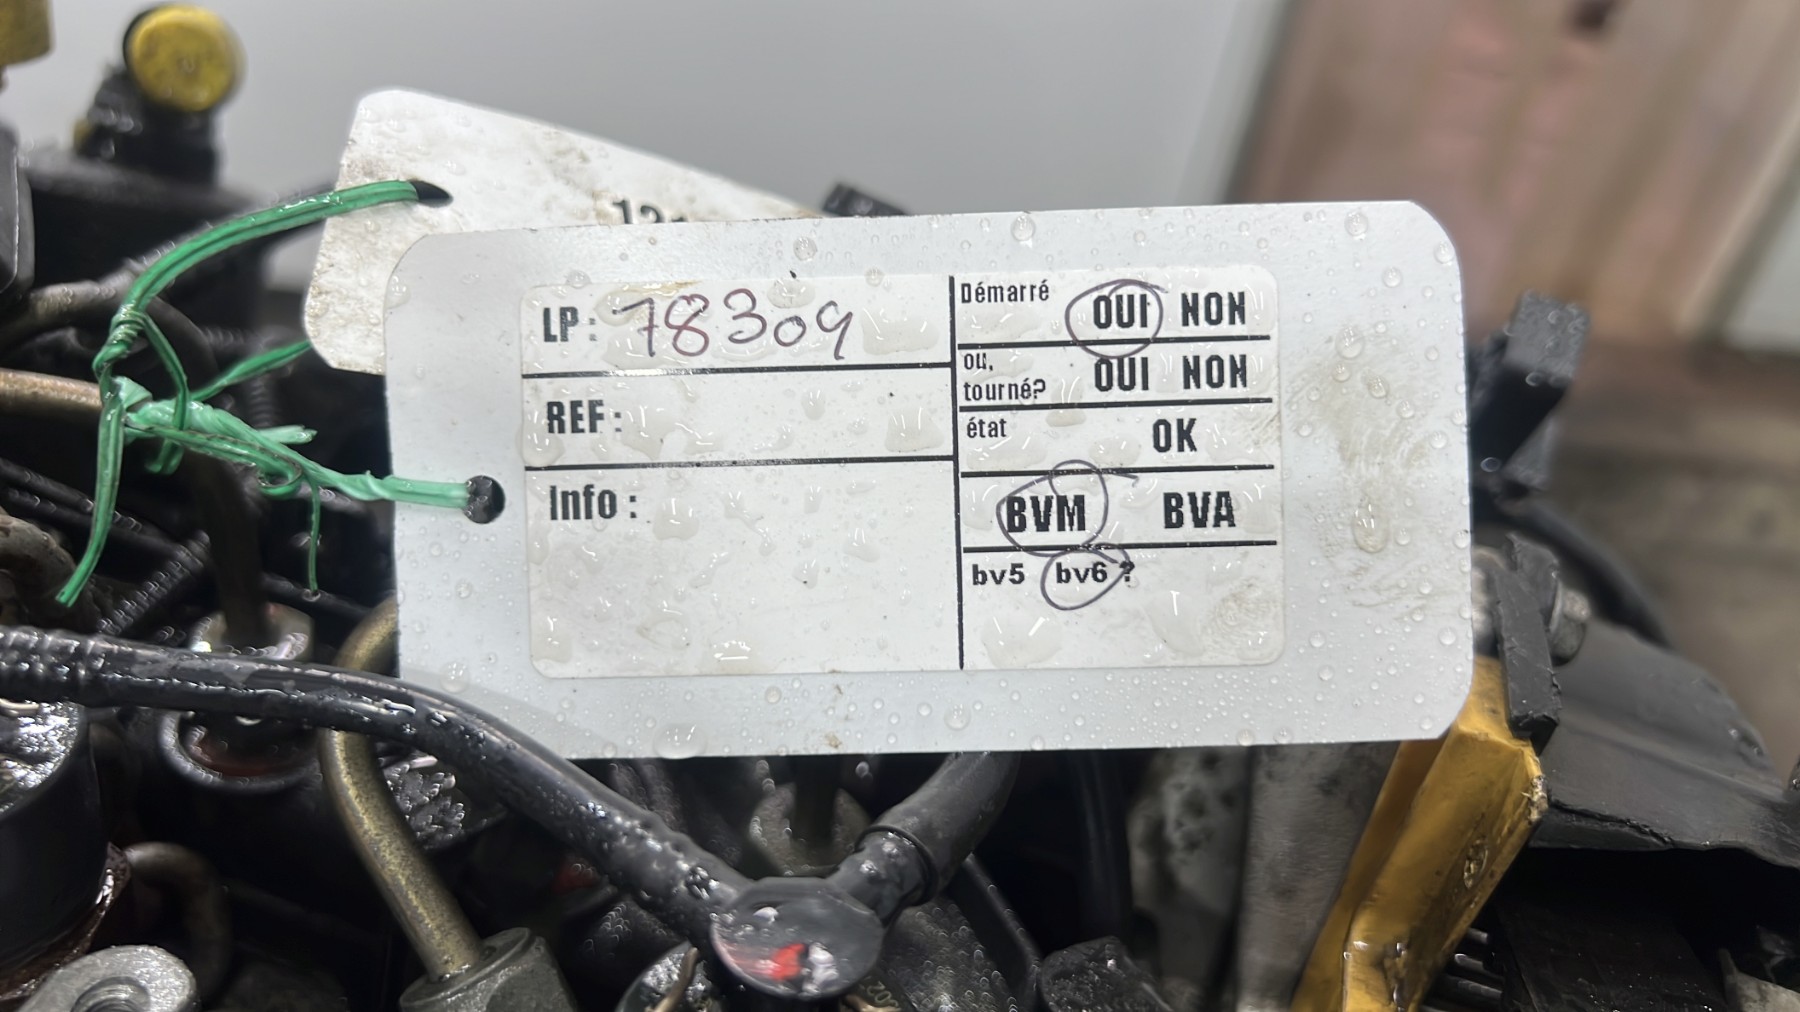 LP: 78309
REF:
Info :
Démarré OUI NON
ou,
tourné? OUI NON
état OK
BVM BVA
bv5 bv6 ?